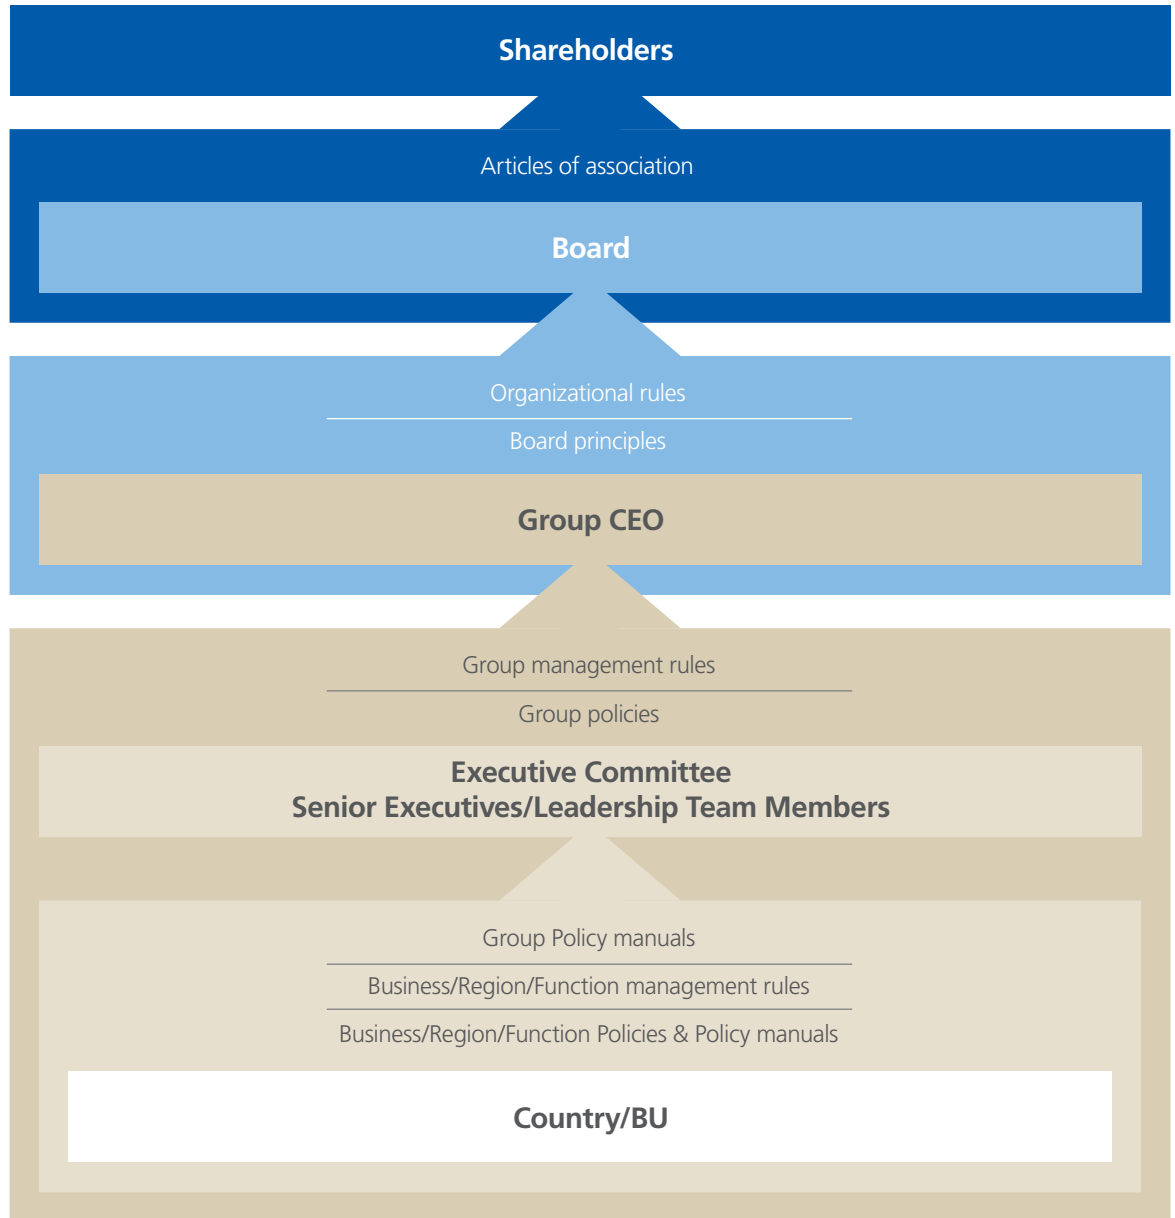 Shareholders
Articles of association
Board
Organizational rules
Board principles
Group CEO
Group management rules
Group policies
Executive Committee
Senior Executives/Leadership Team Members
Group Policy manuals
Business/Region/Function management rules
Business/Region/Function Policies & Policy manuals
Country/BU